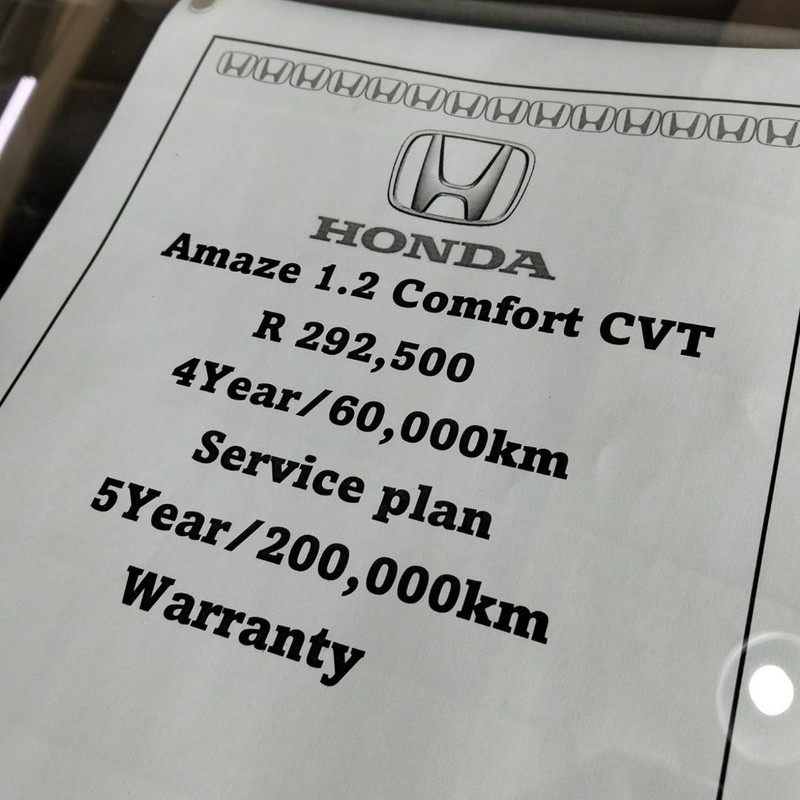 HONDA
Amaze 1.2 Comfort CVT
R 292,500
4Year/60,000km
Service plan
5Year/200,000km
Warranty